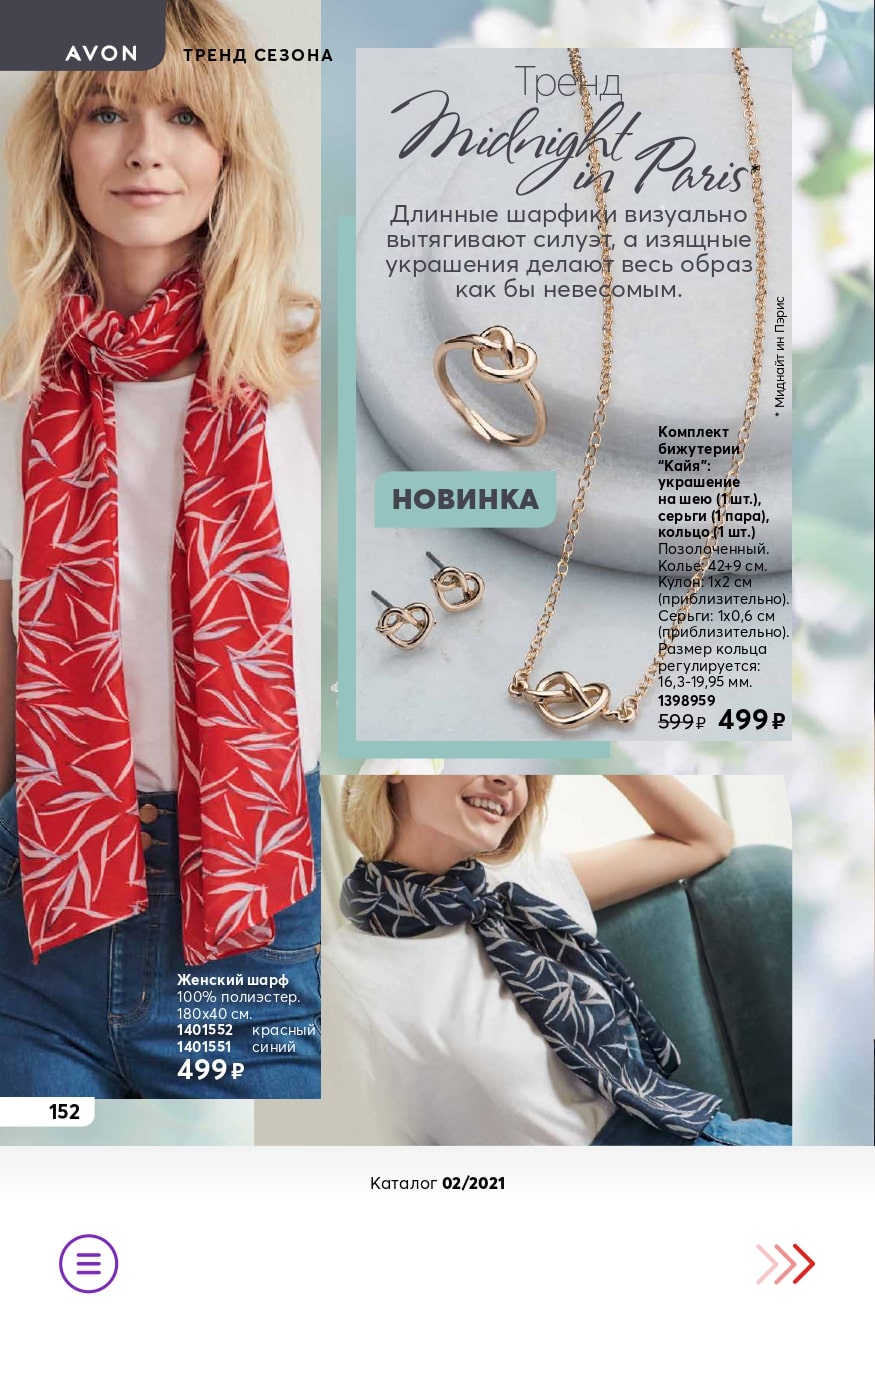 AVON
ТРЕНД СЕЗОНА
Тренд
Midnight
in Paris*
Длинные шарфики визуально
вытягивают силуэт, а изящные
украшения делают весь образ
как бы невесомым.
* Миднайт ин Пэрис
НОВИНКА
Комплект
бижутерии
“Кайя”:
украшение
на шею (1 шт.),
серьги (1 пара),
кольцо (1 шт.)
Позолоченный.
Колье: 42+9 см.
Кулон: 1х2 см
(приблизительно).
Серьги: 1х0,6 см
(приблизительно).
Размер кольца
регулируется:
16,3-19,95 мм.
1398959
599 ₽ 499 ₽
Женский шарф
100% полиэстер.
180х40 см.
1401552 красный
1401551 синий
499 ₽
152
Каталог 02/2021